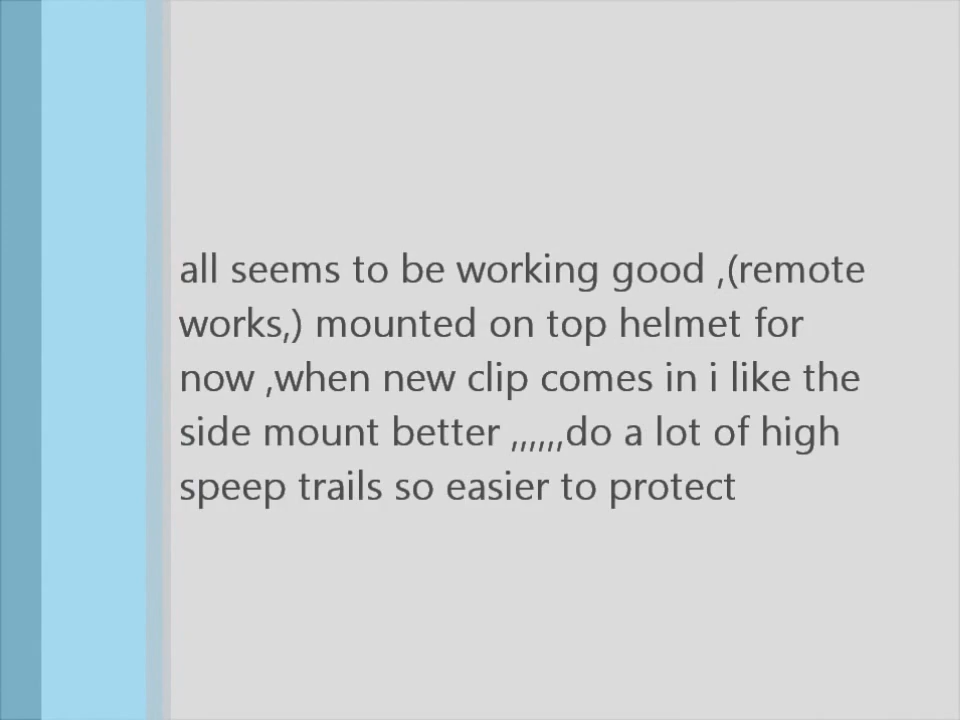 all seems to be working good ,(remote
works,) mounted on top helmet for
now ,when new clip comes in i like the
side mount better ,,,,,,do a lot of high
speep trails so easier to protect